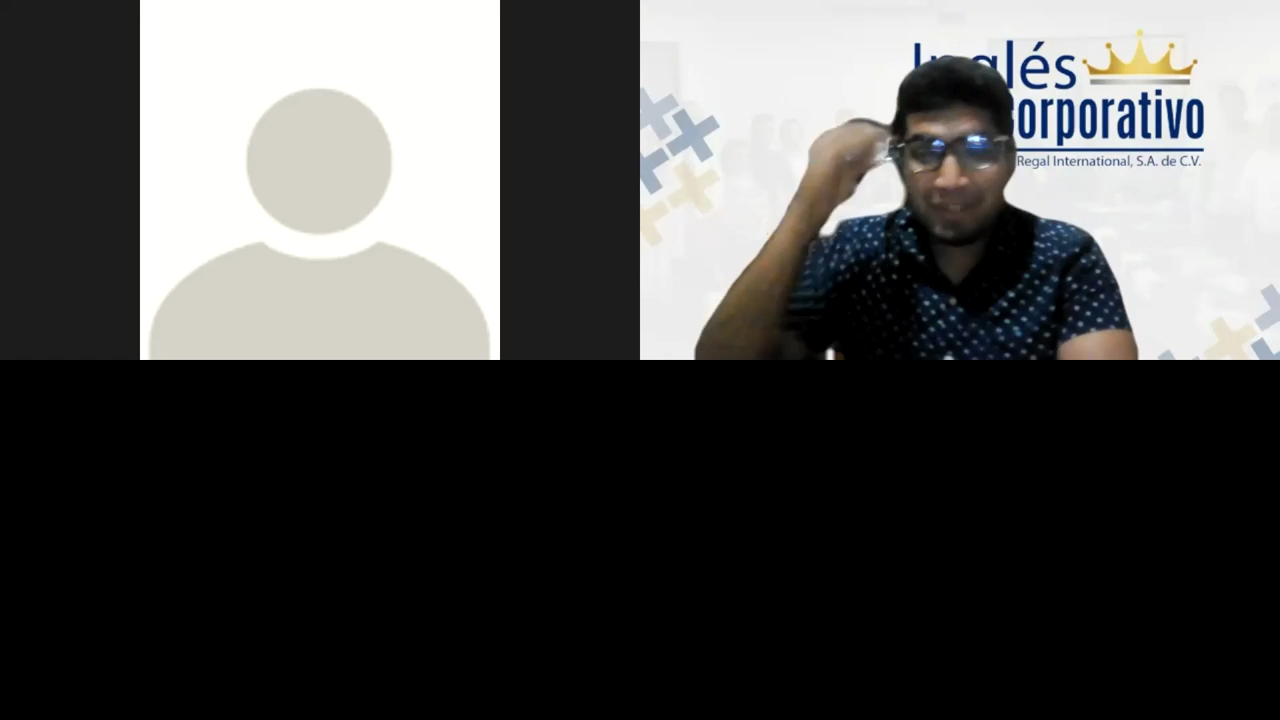 Inglés
corporativo
Regal International, S.A. de C.V.